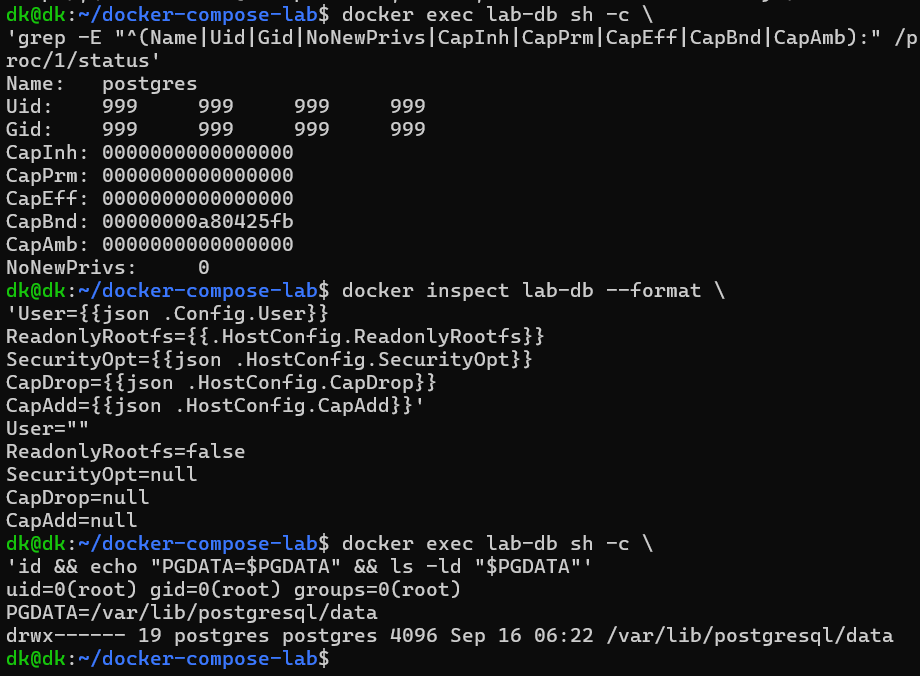 dk@dk:~/docker-compose-lab$ docker exec lab-db sh -c \
'grep -E "^(Name|Uid|Gid|NoNewPrivs|CapInh|CapPrm|CapEff|CapBnd|CapAmb):" /p
roc/1/status'
Name:   postgres
Uid:    999     999     999     999
Gid:    999     999     999     999
CapInh: 0000000000000000
CapPrm: 0000000000000000
CapEff: 0000000000000000
CapBnd: 00000000a80425fb
CapAmb: 0000000000000000
NoNewPrivs:     0
dk@dk:~/docker-compose-lab$ docker inspect lab-db --format \
'User={{json .Config.User}}
ReadonlyRootfs={{.HostConfig.ReadonlyRootfs}}
SecurityOpt={{json .HostConfig.SecurityOpt}}
CapDrop={{json .HostConfig.CapDrop}}
CapAdd={{json .HostConfig.CapAdd}}'
User=""
ReadonlyRootfs=false
SecurityOpt=null
CapDrop=null
CapAdd=null
dk@dk:~/docker-compose-lab$ docker exec lab-db sh -c \
'id && echo "PGDATA=$PGDATA" && ls -ld "$PGDATA"'
uid=0(root) gid=0(root) groups=0(root)
PGDATA=/var/lib/postgresql/data
drwx------ 19 postgres postgres 4096 Sep 16 06:22 /var/lib/postgresql/data
dk@dk:~/docker-compose-lab$